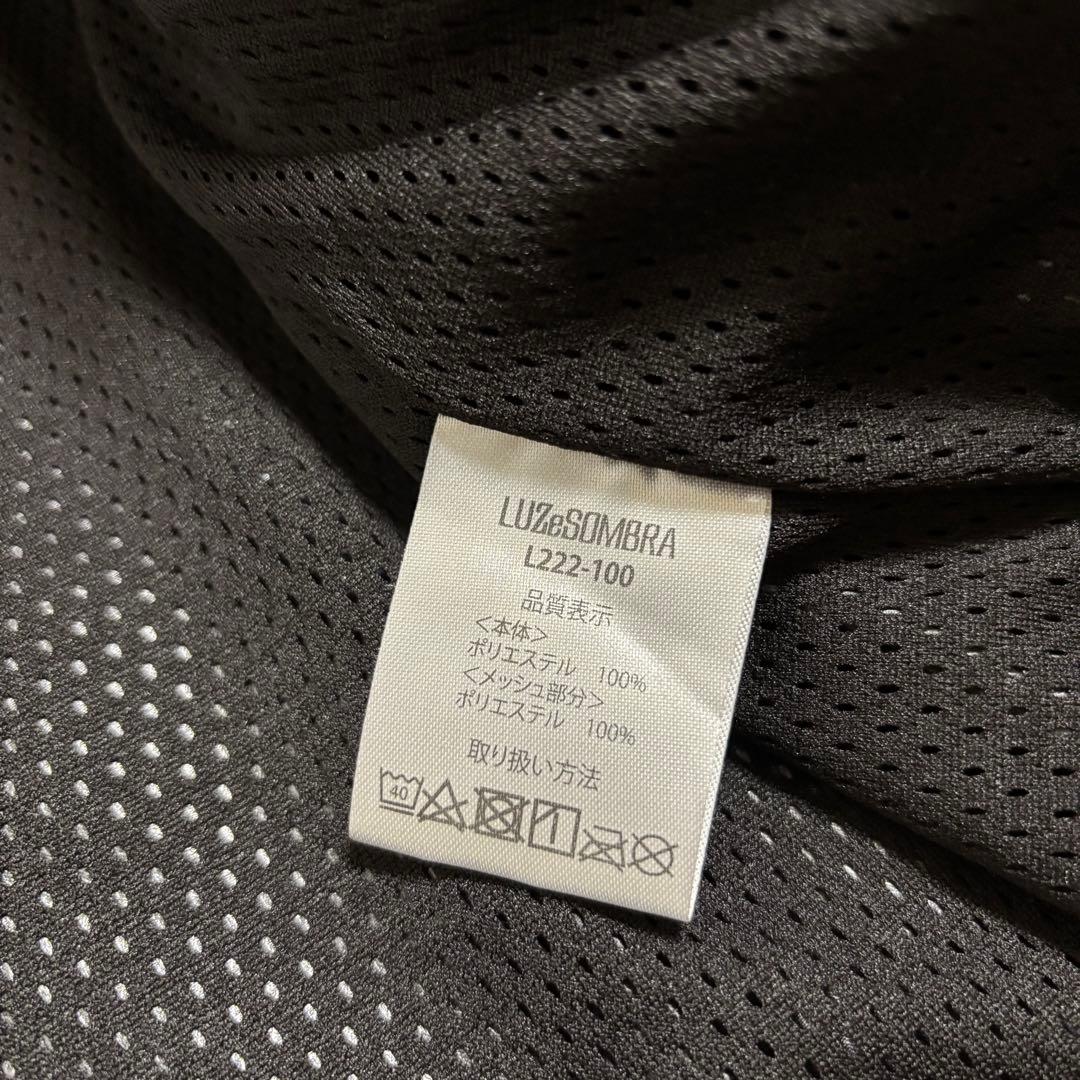 LUZeSOMBRA
L222-100
品質表示
＜本体＞
ポリエステル 100%
＜メッシュ部分＞
ポリエステル 100%
取り扱い方法
40